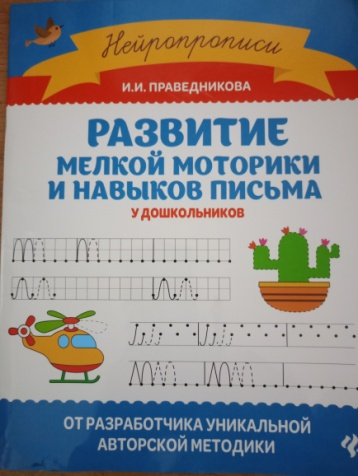 Нейропрописи
И.И. ПРАВЕДНИКОВА
РАЗВИТИЕ
МЕЛКОЙ МОТОРИКИ
И НАВЫКОВ ПИСЬМА
У ДОШКОЛЬНИКОВ
ОТ РАЗРАБОТЧИКА УНИКАЛЬНОЙ
АВТОРСКОЙ МЕТОДИКИ